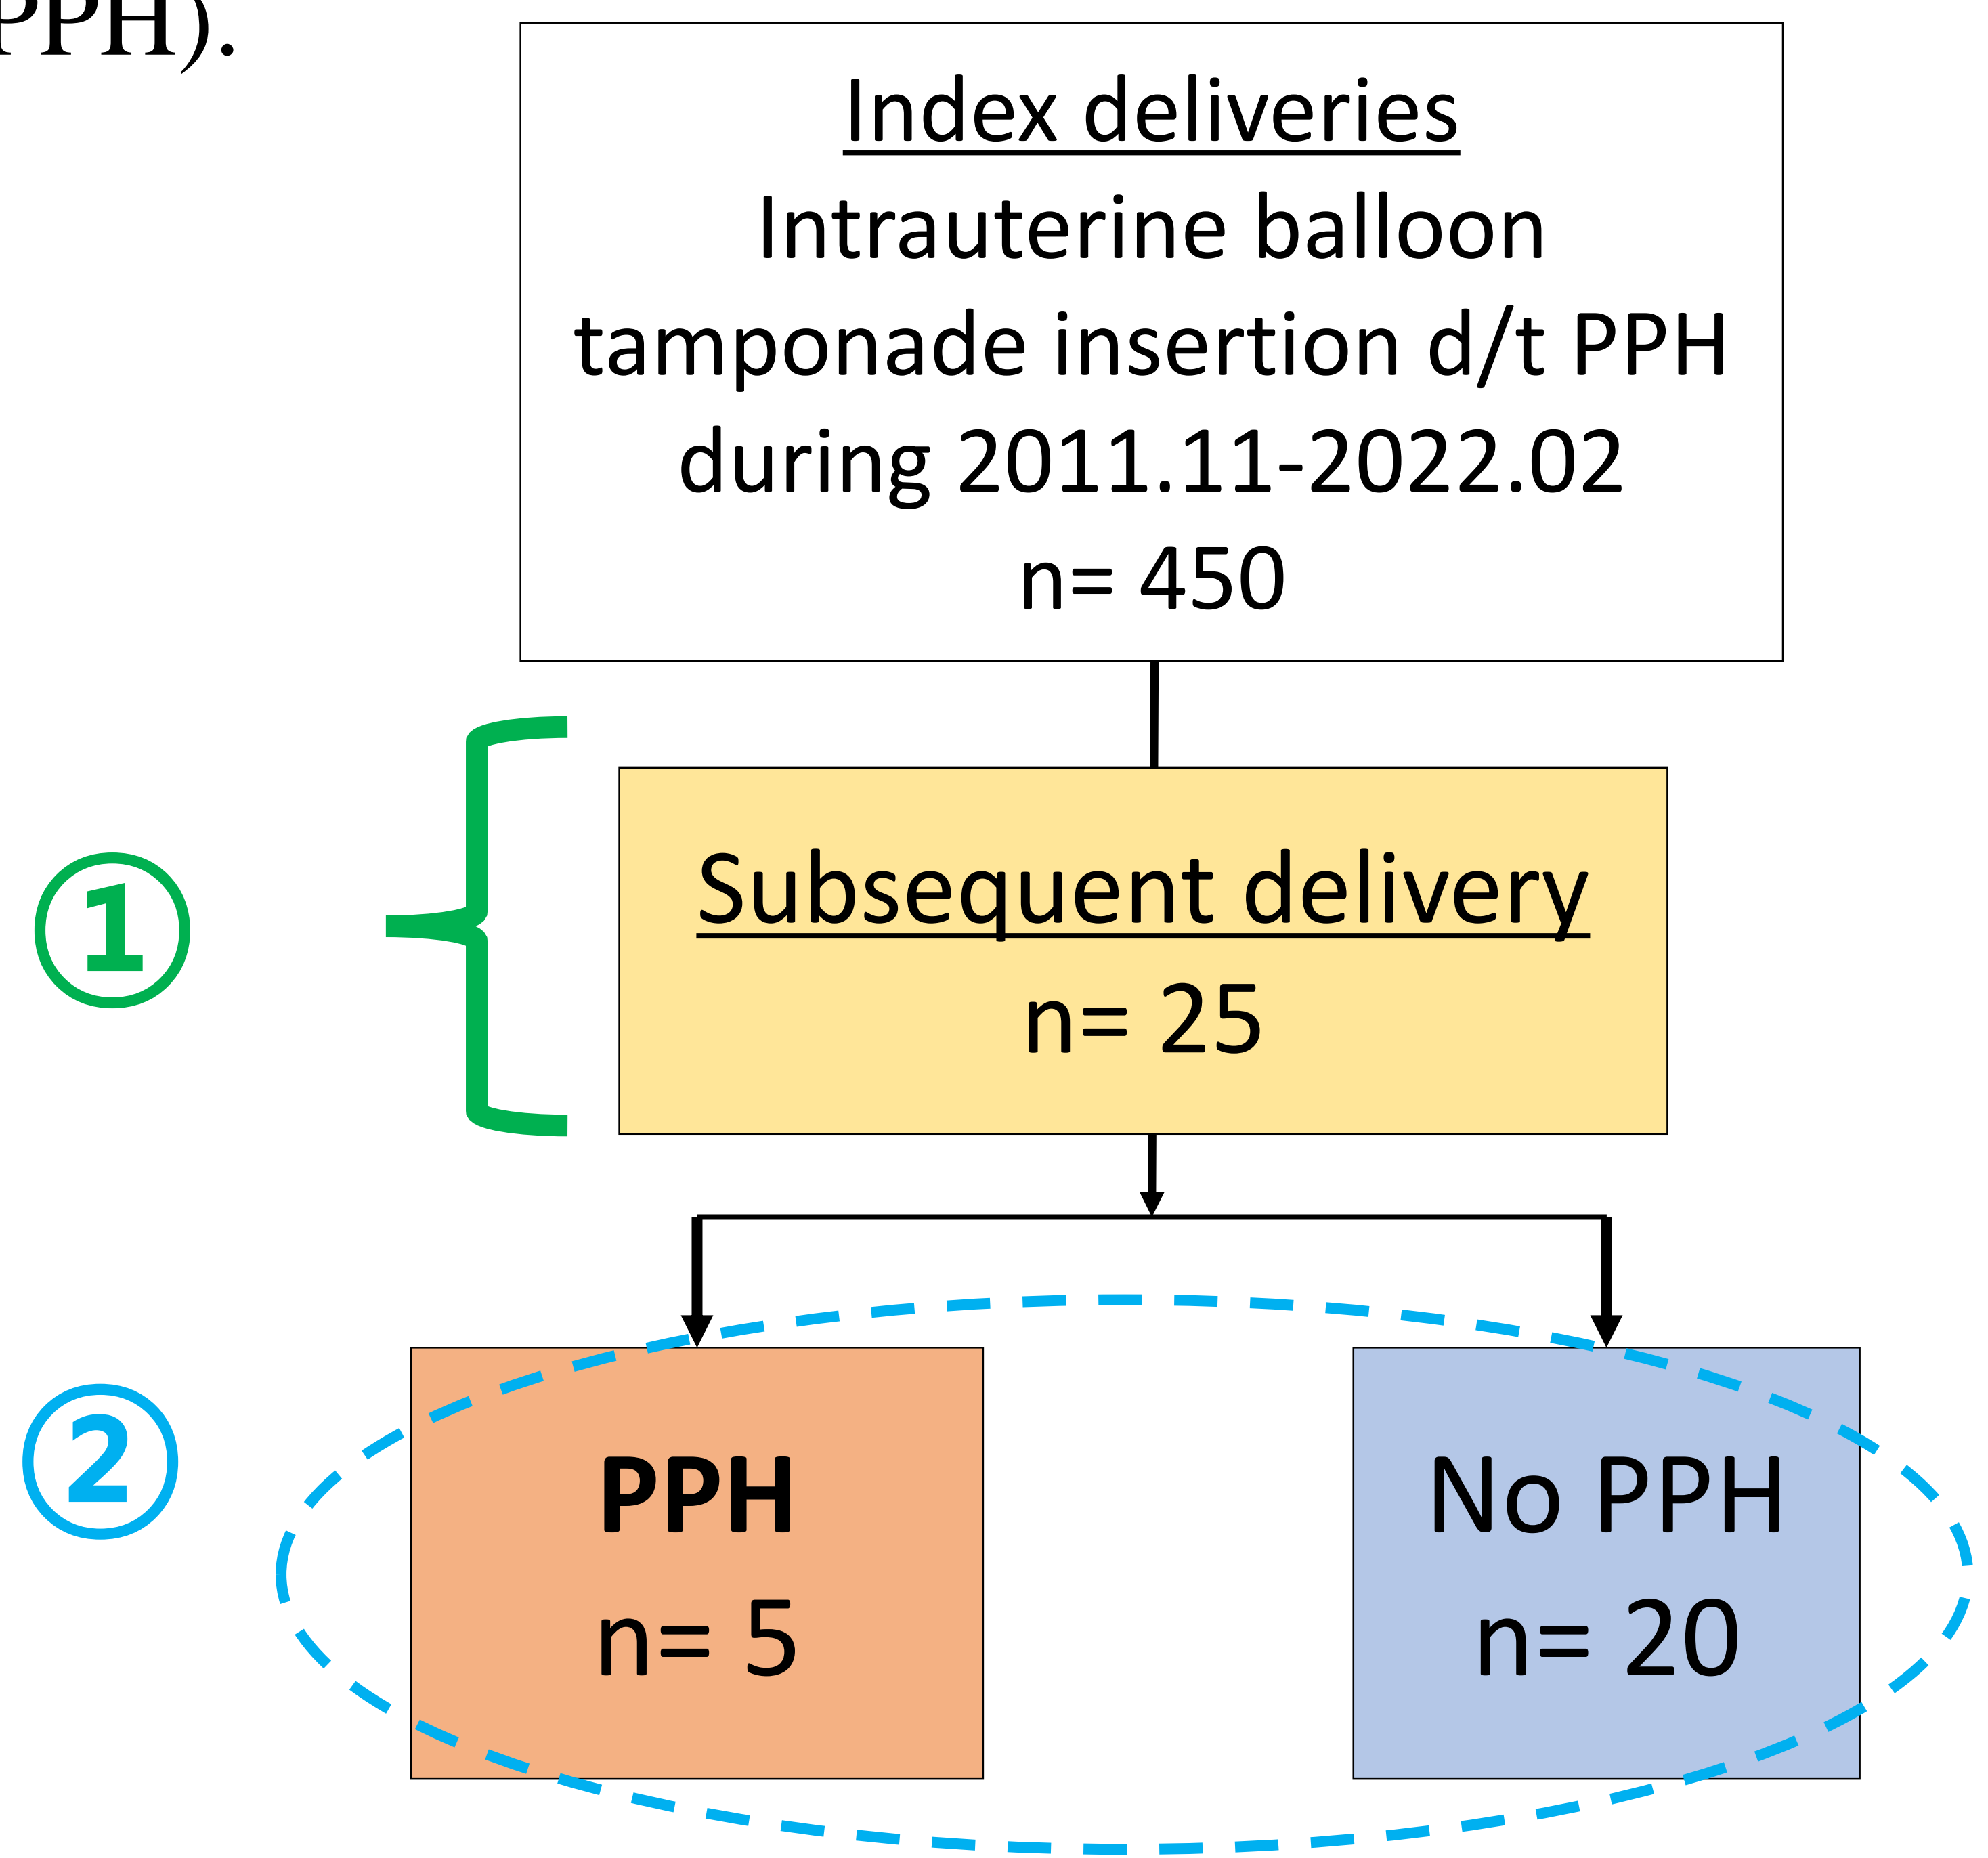 PPH).
Index deliveries
Intrauterine balloon
tamponade insertion d/t PPH
during 2011.11-2022.02
n= 450
①
Subsequent delivery
n= 25
②
PPH
n= 5
No PPH
n= 20